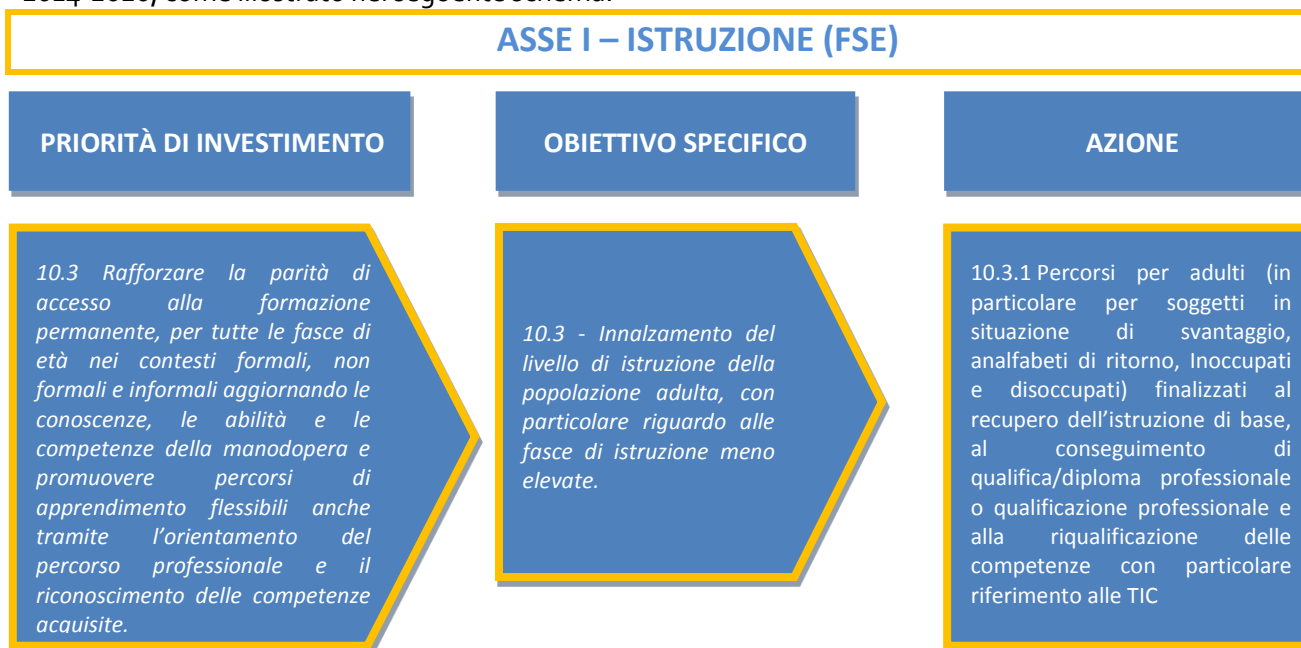 ASSE I – ISTRUZIONE (FSE)
PRIORITÀ DI INVESTIMENTO
OBIETTIVO SPECIFICO
AZIONE
10.3 Rafforzare la parità di
accesso alla formazione
permanente, per tutte le fasce di
età nei contesti formali, non
formali e informali aggiornando le
conoscenze, le abilità e le
competenze della manodopera e
promuovere percorsi di
apprendimento flessibili anche
tramite l’orientamento del
percorso professionale e il
riconoscimento delle competenze
acquisite.
10.3 - Innalzamento del
livello di istruzione della
popolazione adulta, con
particolare riguardo alle
fasce di istruzione meno
elevate.
10.3.1 Percorsi per adulti (in
particolare per soggetti in
situazione di svantaggio,
analfabeti di ritorno, Inoccupati
e disoccupati) finalizzati al
recupero dell’istruzione di base,
al conseguimento di
qualifica/diploma professionale
o qualificazione professionale e
alla riqualificazione delle
competenze con particolare
riferimento alle TIC